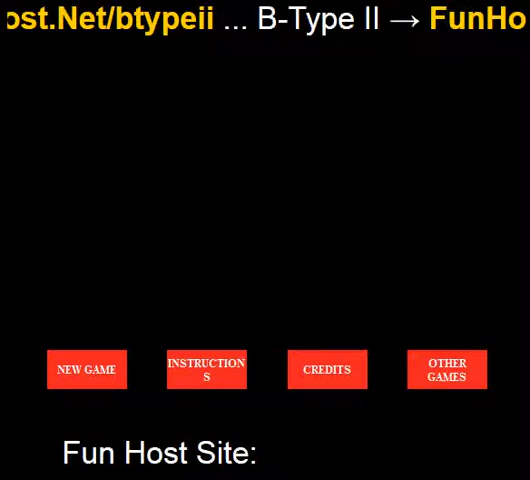 ost.Net/btypeii ... B-Type II → FunHo
NEW GAME
INSTRUCTION
S
CREDITS
OTHER
GAMES
Fun Host Site: